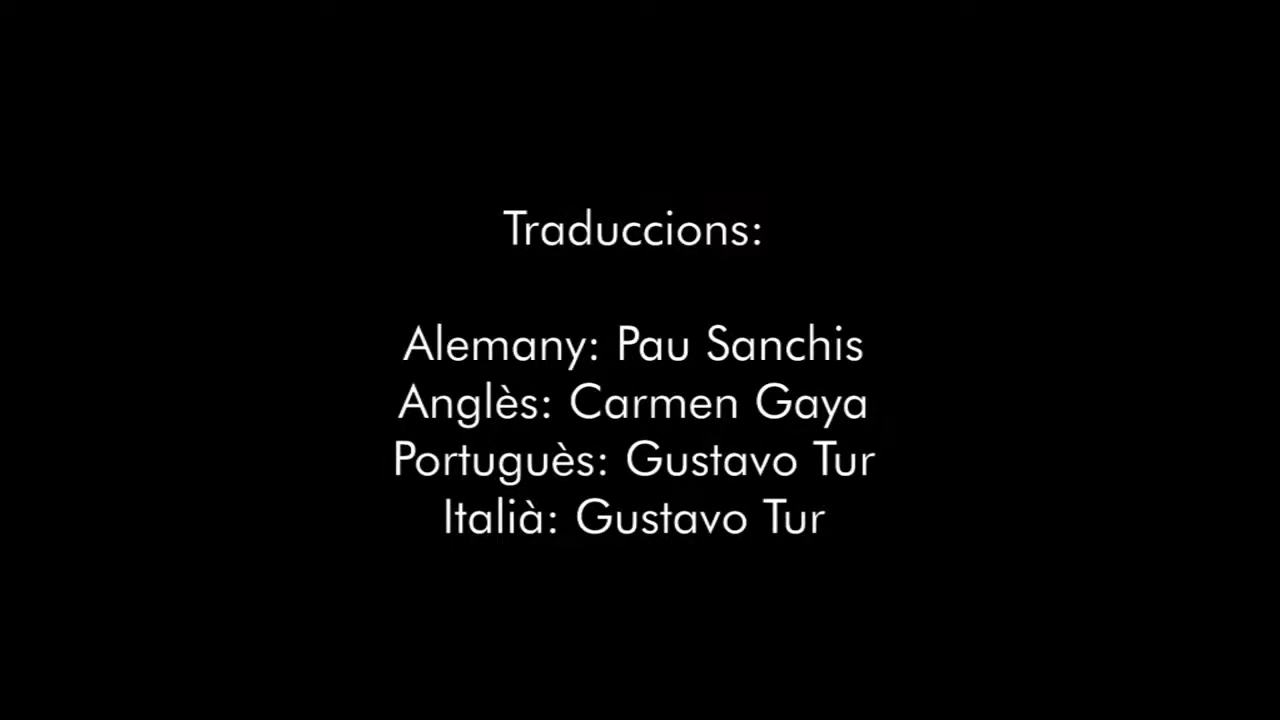 Traduccions:
Alemany: Pau Sanchis
Anglès: Carmen Gaya
Portuguès: Gustavo Tur
Italià: Gustavo Tur